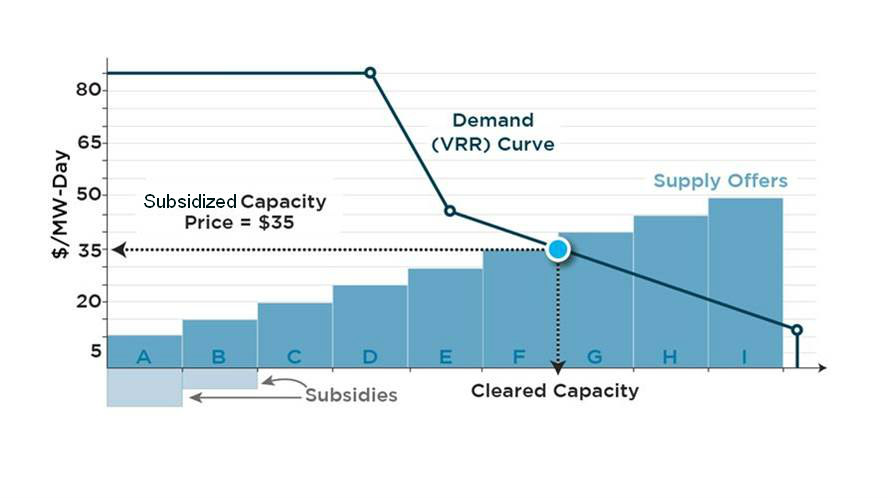 80
65
50
35
20
5
$/MW-Day
Demand
(VRR) Curve
Supply Offers
Subsidized Capacity
Price = $35
A B C D E F G H I
Subsidies
Cleared Capacity